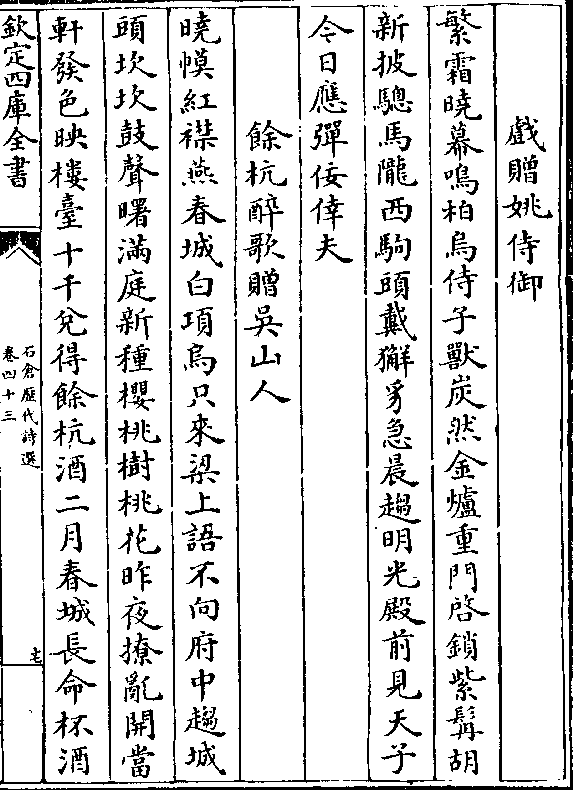 戲贈姚侍御
繁霜曉幕鳴柏烏侍子獸炭然金爐重門啓鎖紫髯胡
新披驄馬隴西駒頭戴獬豸急晨趨明光殿前見天子
今日應彈佞倖夫
餘杭醉歌贈吳山人
曉幙紅襟燕春城白項烏只來梁上語不向府中趨城
頭坎坎鼓聲曙滿庭新種櫻桃樹桃花昨夜撩亂開當
軒發色映樓臺十千兌得餘杭酒二月春城長命杯酒
欽定四庫全書
石倉歷代詩選
卷四十三